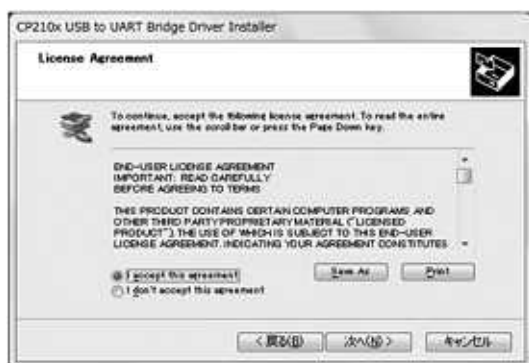 CP210x USB to UART Bridge Driver Installer
License Agreement
To continue, accept the following license agreement. To read the entire
agreement, use the scroll bar or press the Page Down key.
END-USER LICENSE AGREEMENT
IMPORTANT: READ CAREFULLY
BEFORE AGREEING TO TERMS
THIS PRODUCT CONTAINS CERTAIN COMPUTER PROGRAMS AND
OTHER THIRD PARTY PROPRIETARY MATERIAL ("LICENSED
PRODUCT"), THE USE OF WHICH IS SUBJECT TO THIS END-USER
LICENSE AGREEMENT. INDICATING YOUR AGREEMENT CONSTITUTES
I accept this agreement
Save As
Print
I don't accept this agreement
< 戻る(B)
次へ(N) >
キャンセル